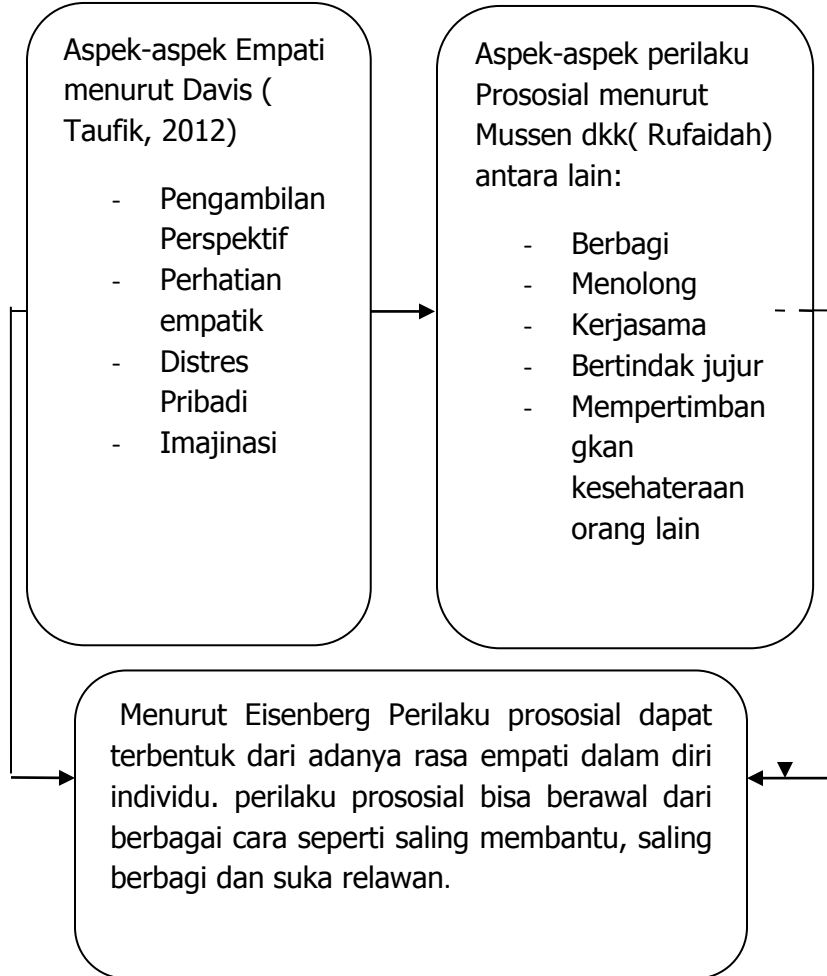 Aspek-aspek Empati
menurut Davis (
Taufik, 2012)
- Pengambilan
Perspektif
- Perhatian
empatik
- Distres
Pribadi
- Imajinasi
Aspek-aspek perilaku
Prososial menurut
Mussen dkk( Rufaidah)
antara lain:
- Berbagi
- Menolong
- Kerjasama
- Bertindak jujur
- Mempertimban
gkan
kesehateraan
orang lain
Menurut Eisenberg Perilaku prososial dapat
terbentuk dari adanya rasa empati dalam diri
individu. perilaku prososial bisa berawal dari
berbagai cara seperti saling membantu, saling
berbagi dan suka relawan.